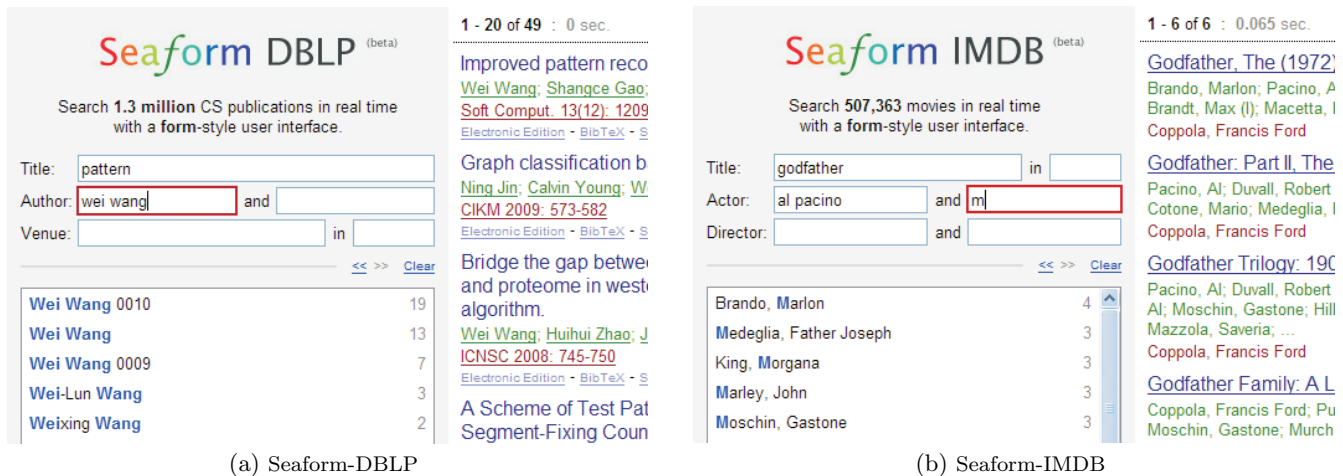 Seaform DBLP (beta)
Search 1.3 million CS publications in real time
with a form-style user interface.
Title: pattern
Author: wei wang and
Venue: in
<< >> Clear
Wei Wang 0010 19
Wei Wang 13
Wei Wang 0009 7
Wei-Lun Wang 3
Weixing Wang 2
1 - 20 of 49 : 0 sec.
Improved pattern reco
Wei Wang; Shangce Gao;
Soft Comput. 13(12): 1209
Electronic Edition - BibTeX - S
Graph classification b
Ning Jin; Calvin Young; W
CIKM 2009: 573-582
Electronic Edition - BibTeX - S
Bridge the gap betwe
and proteome in west
algorithm.
Wei Wang; Huihui Zhao; J
ICNSC 2008: 745-750
Electronic Edition - BibTeX - S
A Scheme of Test Pat
Segment-Fixing Coun
(a) Seaform-DBLP
Seaform IMDB (beta)
Search 507,363 movies in real time
with a form-style user interface.
Title: godfather in
Actor: al pacino and m
Director: and
<< >> Clear
Brando, Marlon 4
Medeglia, Father Joseph 3
King, Morgana 3
Marley, John 3
Moschin, Gastone 3
1 - 6 of 6 : 0.065 sec.
Godfather, The (1972)
Brando, Marlon; Pacino, A
Brandt, Max (I); Macetta,
Coppola, Francis Ford
Godfather: Part II, The
Pacino, Al; Duvall, Robert
Cotone, Mario; Medeglia,
Coppola, Francis Ford
Godfather Trilogy: 190
Pacino, Al; Duvall, Robert
Al; Moschin, Gastone; Hill
Mazzola, Saveria; ...
Coppola, Francis Ford
Godfather Family: A L
Coppola, Francis Ford; Pu
Moschin, Gastone; Murch
(b) Seaform-IMDB